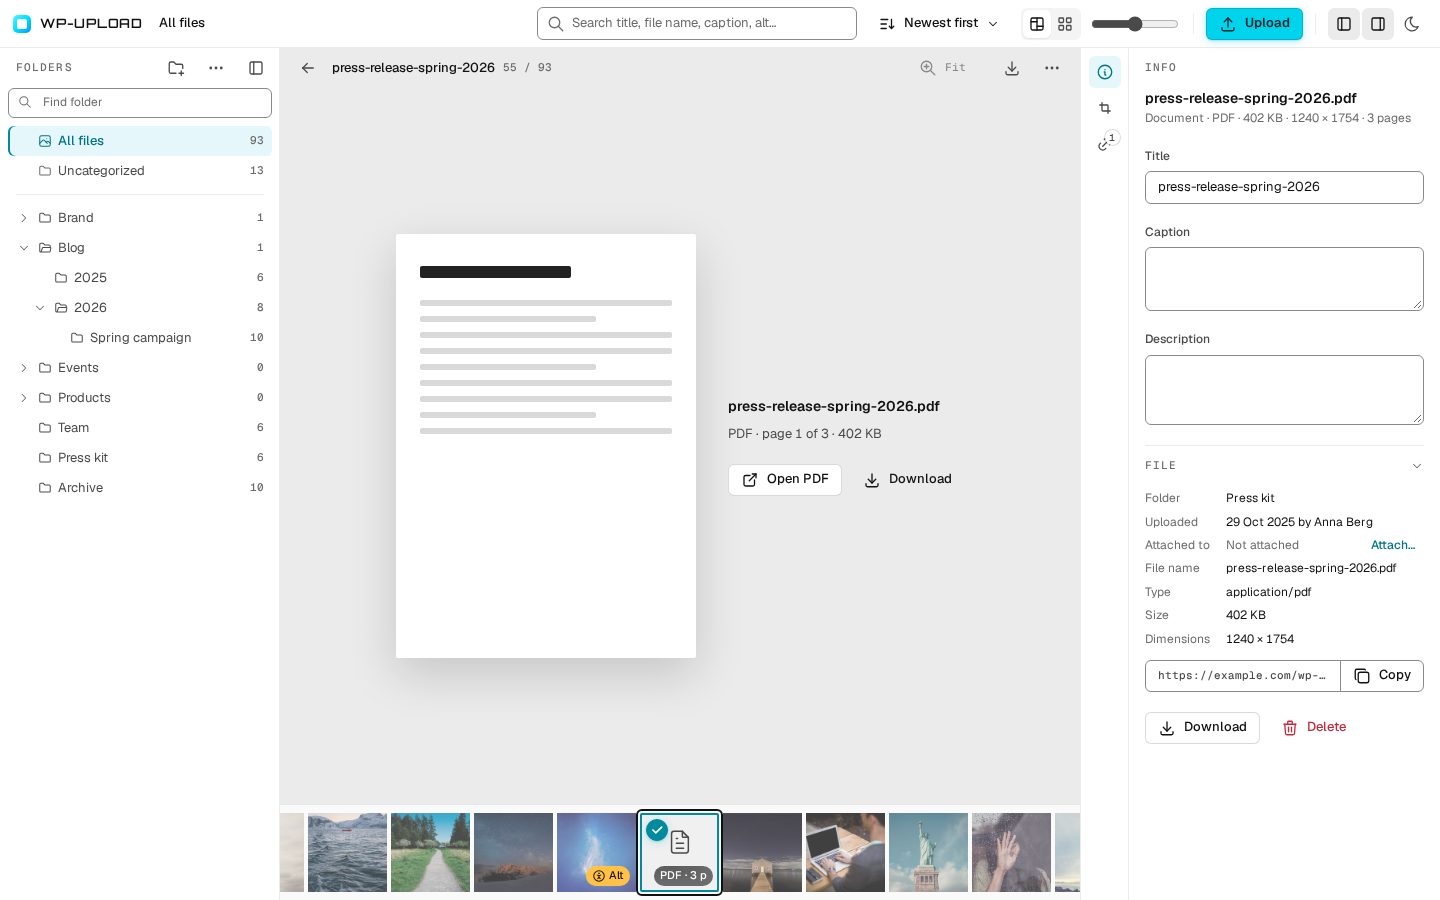 WP-UPLOAD
All files
Search title, file name, caption, alt…
Newest first
Upload
FOLDERS
Find folder
All files 93
Uncategorized 13
Brand 1
Blog 1
2025 6
2026 8
Spring campaign 10
Events 0
Products 0
Team 6
Press kit 6
Archive 10
press-release-spring-2026 55 / 93
Fit
press-release-spring-2026.pdf
PDF · page 1 of 3 · 402 KB
Open PDF
Download
Alt
PDF · 3 p
1
INFO
press-release-spring-2026.pdf
Document · PDF · 402 KB · 1240 × 1754 · 3 pages
Title
press-release-spring-2026
Caption
Description
FILE
Folder Press kit
Uploaded 29 Oct 2025 by Anna Berg
Attached to Not attached Attach…
File name press-release-spring-2026.pdf
Type application/pdf
Size 402 KB
Dimensions 1240 × 1754
https://example.com/wp-… Copy
Download
Delete